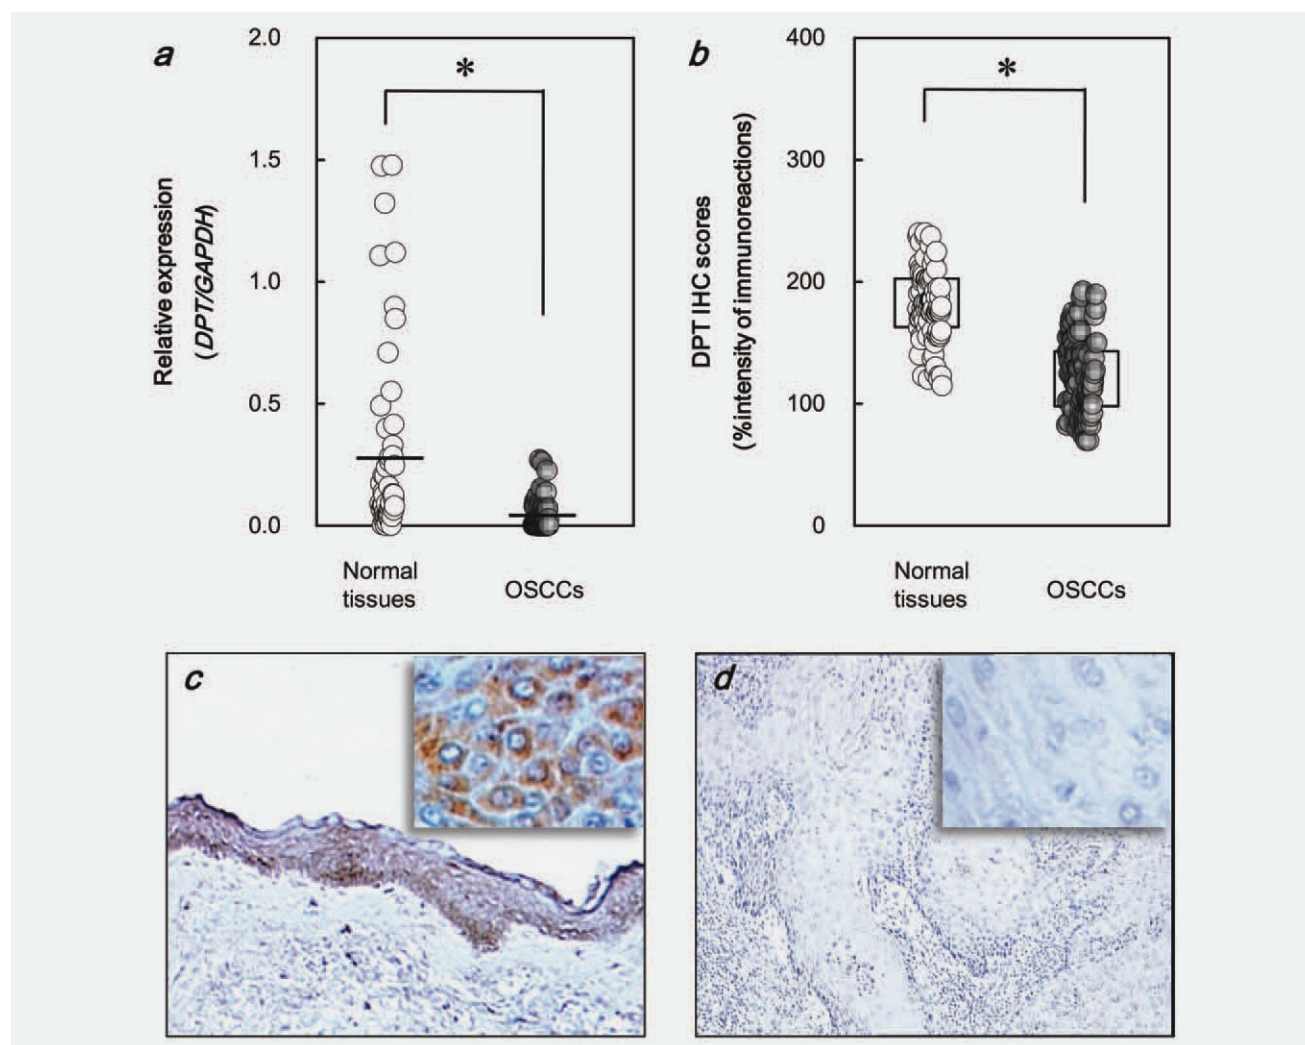 a
2.0
1.5
1.0
0.5
0.0
Relative expression
(DPT/GAPDH)
*
Normal
tissues
OSCCs
b
400
300
200
100
0
DPT IHC scores
(%intensity of immunoreactions)
*
Normal
tissues
OSCCs
c
d